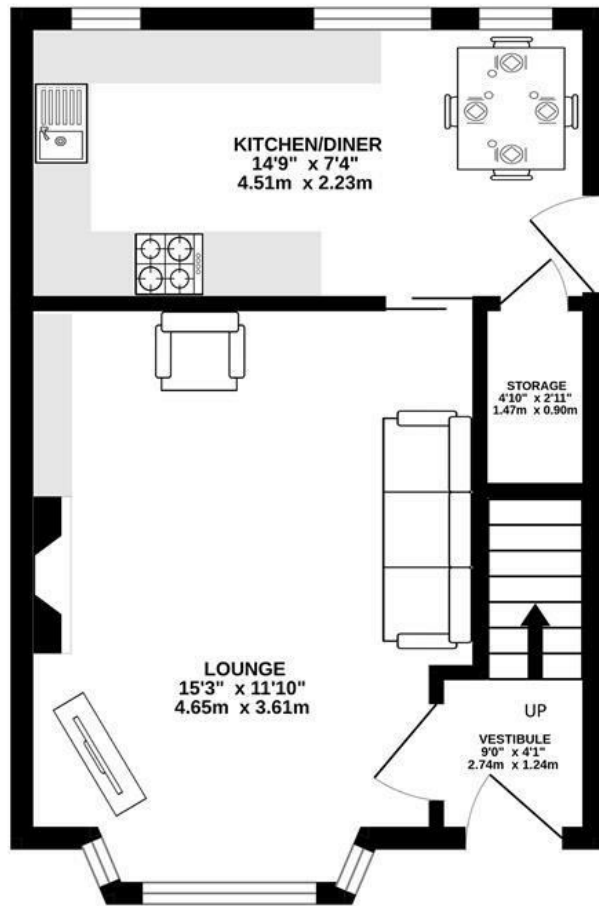 KITCHEN/DINER
14'9" x 7'4"
4.51m x 2.23m
STORAGE
4'10" x 2'11"
1.47m x 0.90m
LOUNGE
15'3" x 11'10"
4.65m x 3.61m
UP
VESTIBULE
9'0" x 4'1"
2.74m x 1.24m